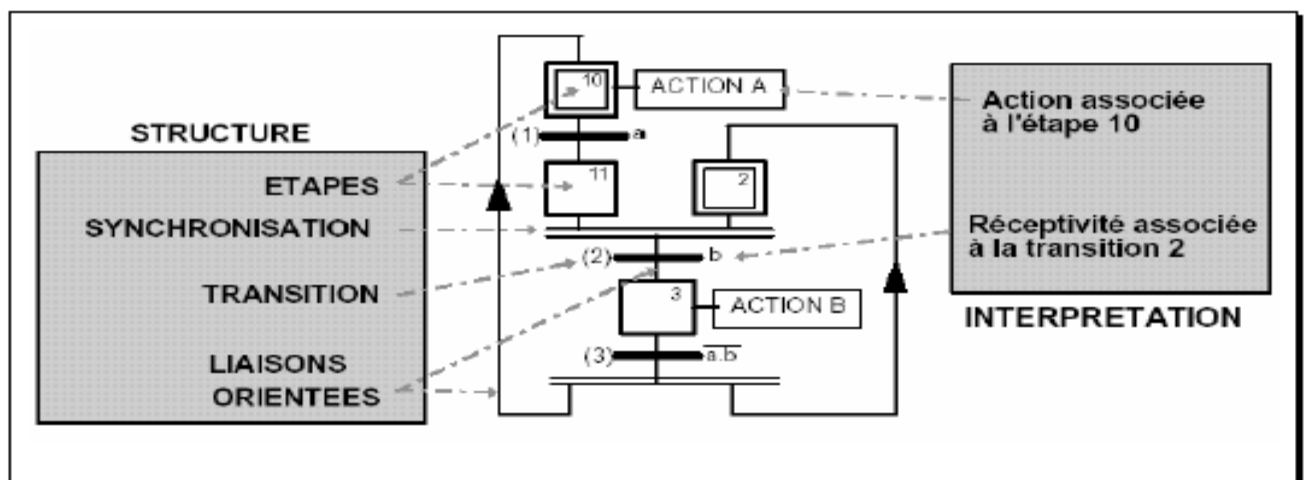 STRUCTURE
ETAPES
SYNCHRONISATION
TRANSITION
LIAISONS
ORIENTEES
10
ACTION A
(1) a
11
2
(2) b
3
ACTION B
(3) a.b
Action associée
à l'étape 10
Réceptivité associée
à la transition 2
INTERPRETATION